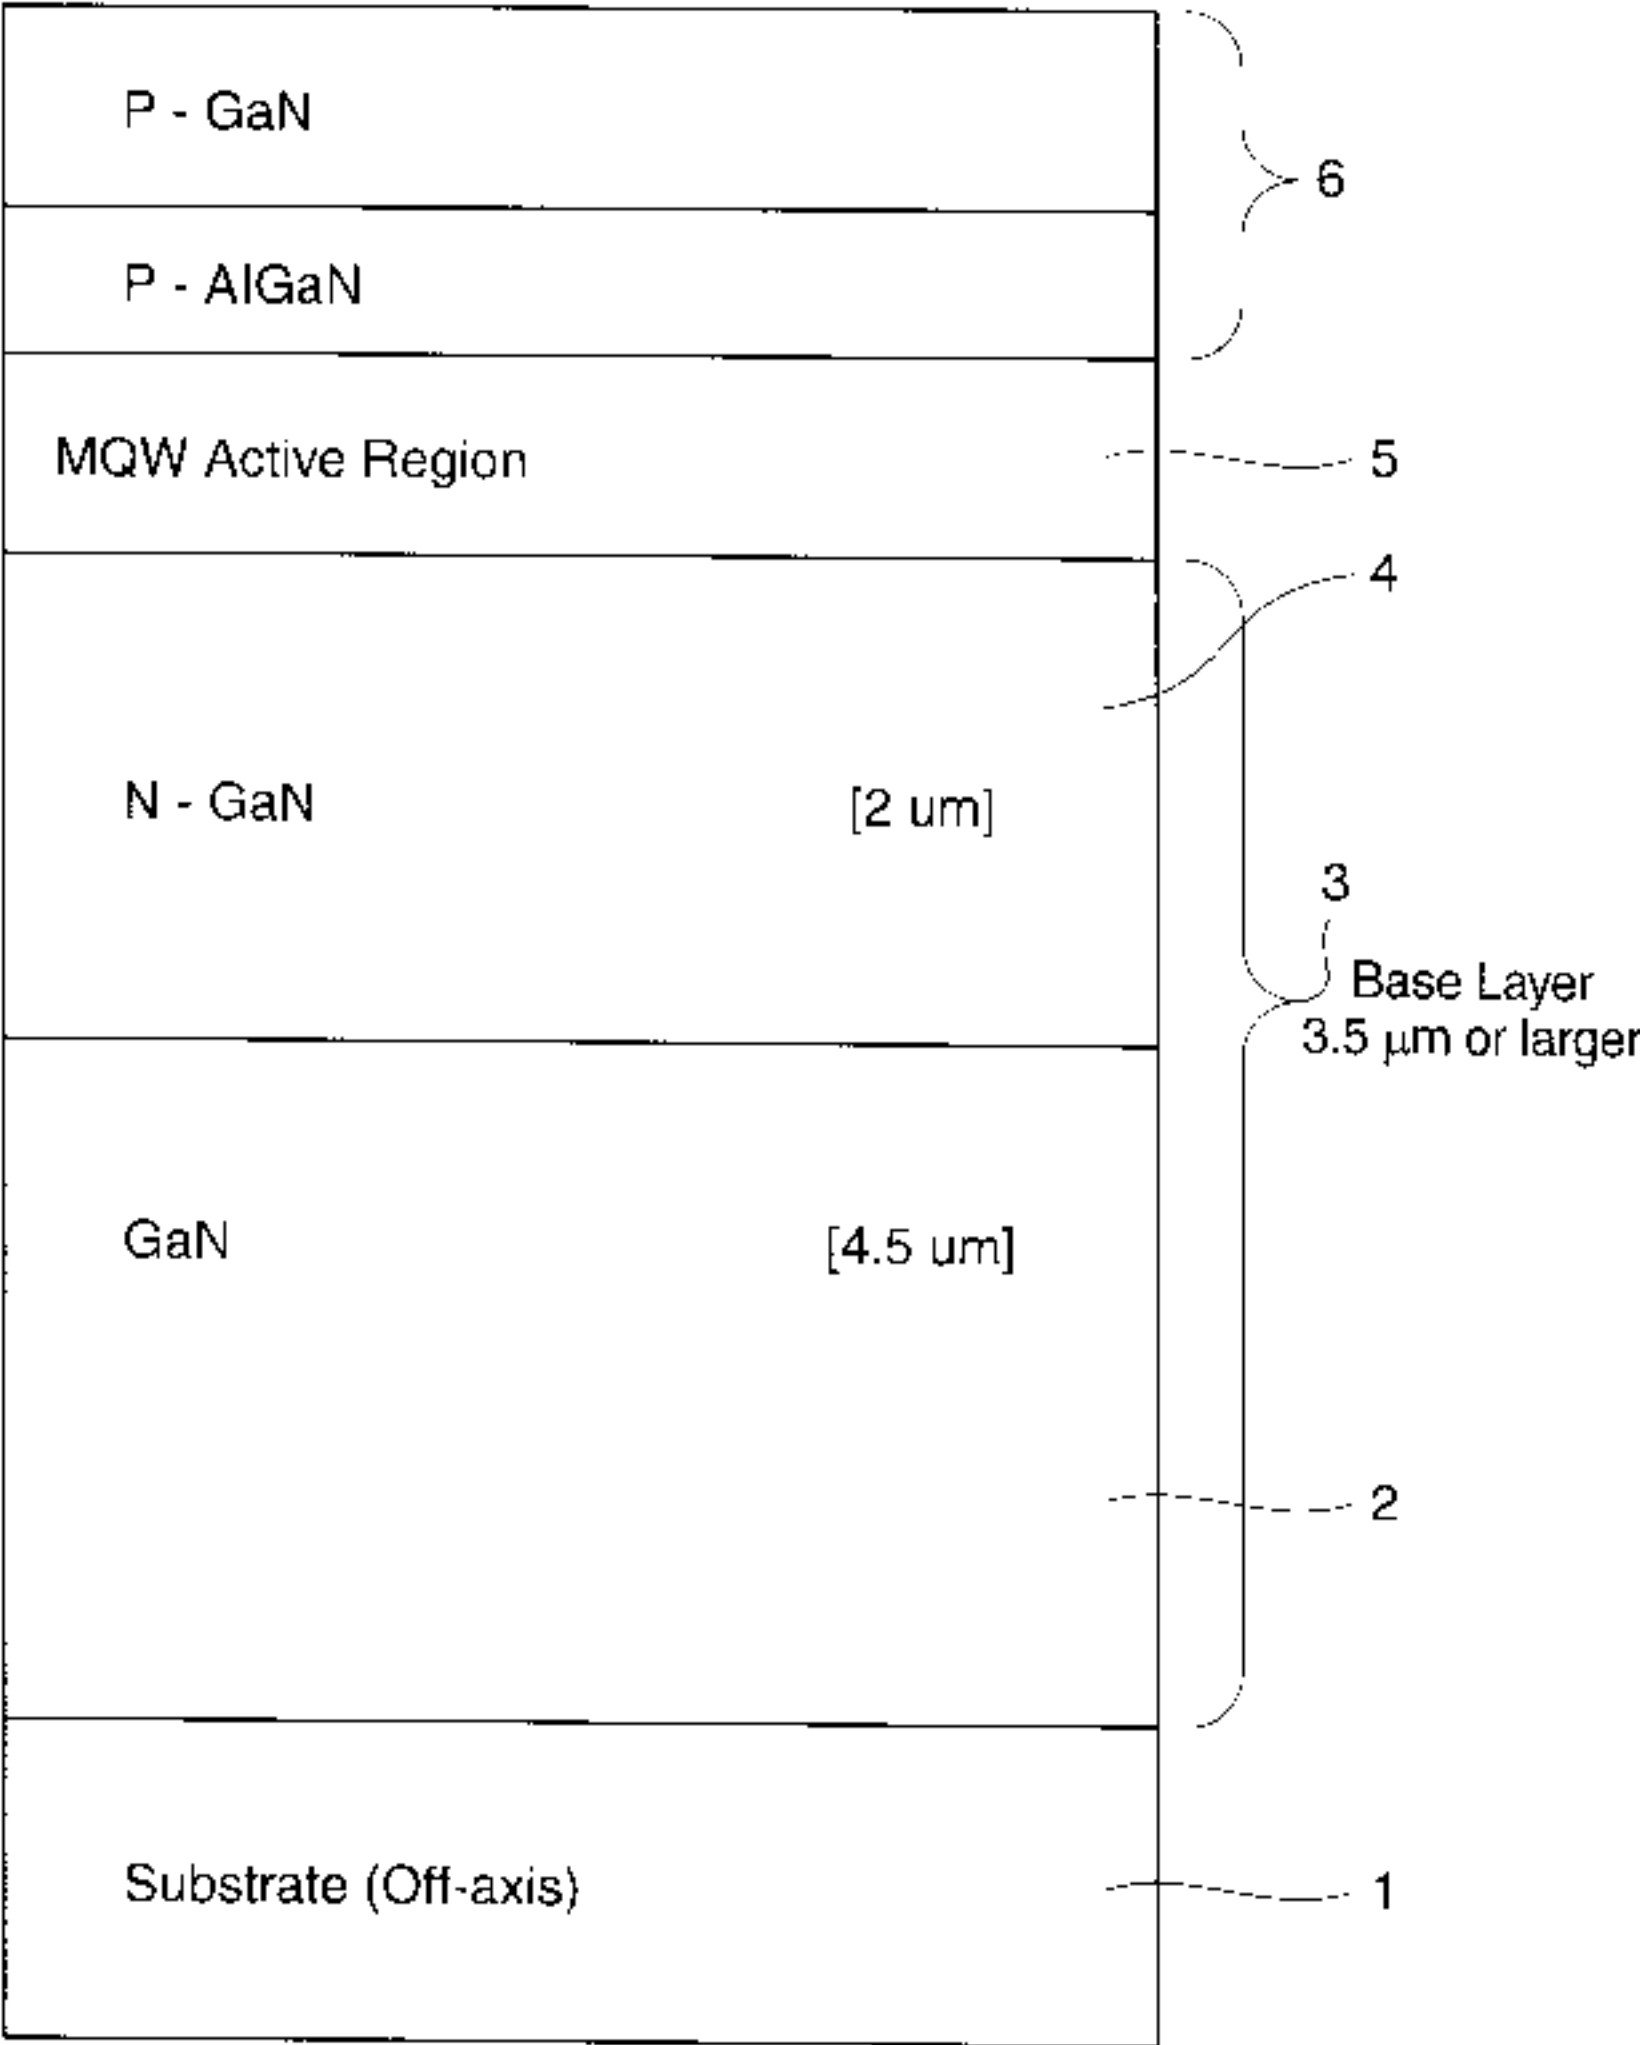 P - GaN
6
P - AlGaN
MQW Active Region
5
4
N - GaN
[2 um]
3
Base Layer
3.5 μm or larger
GaN
[4.5 um]
2
Substrate (Off-axis)
1